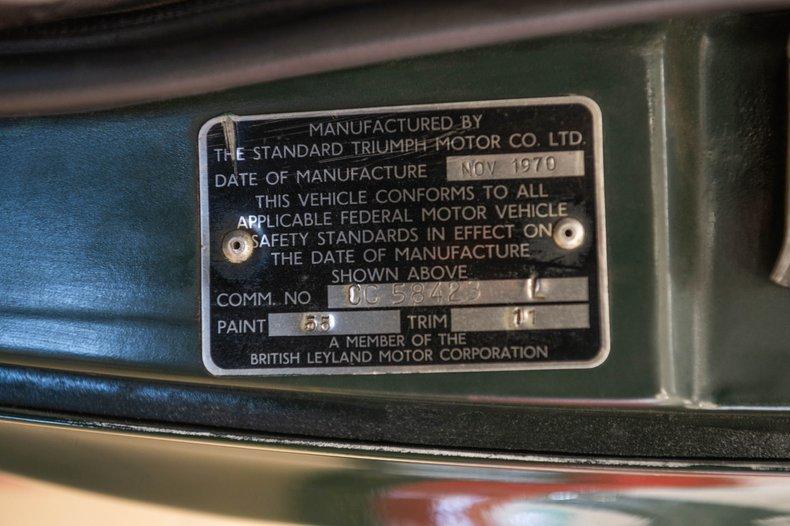 MANUFACTURED BY
THE STANDARD TRIUMPH MOTOR CO. LTD.
DATE OF MANUFACTURE NOV 1970
THIS VEHICLE CONFORMS TO ALL
APPLICABLE FEDERAL MOTOR VEHICLE
SAFETY STANDARDS IN EFFECT ON
THE DATE OF MANUFACTURE
SHOWN ABOVE
COMM. NO CC 58423 L
PAINT 55 TRIM 11
A MEMBER OF THE
BRITISH LEYLAND MOTOR CORPORATION